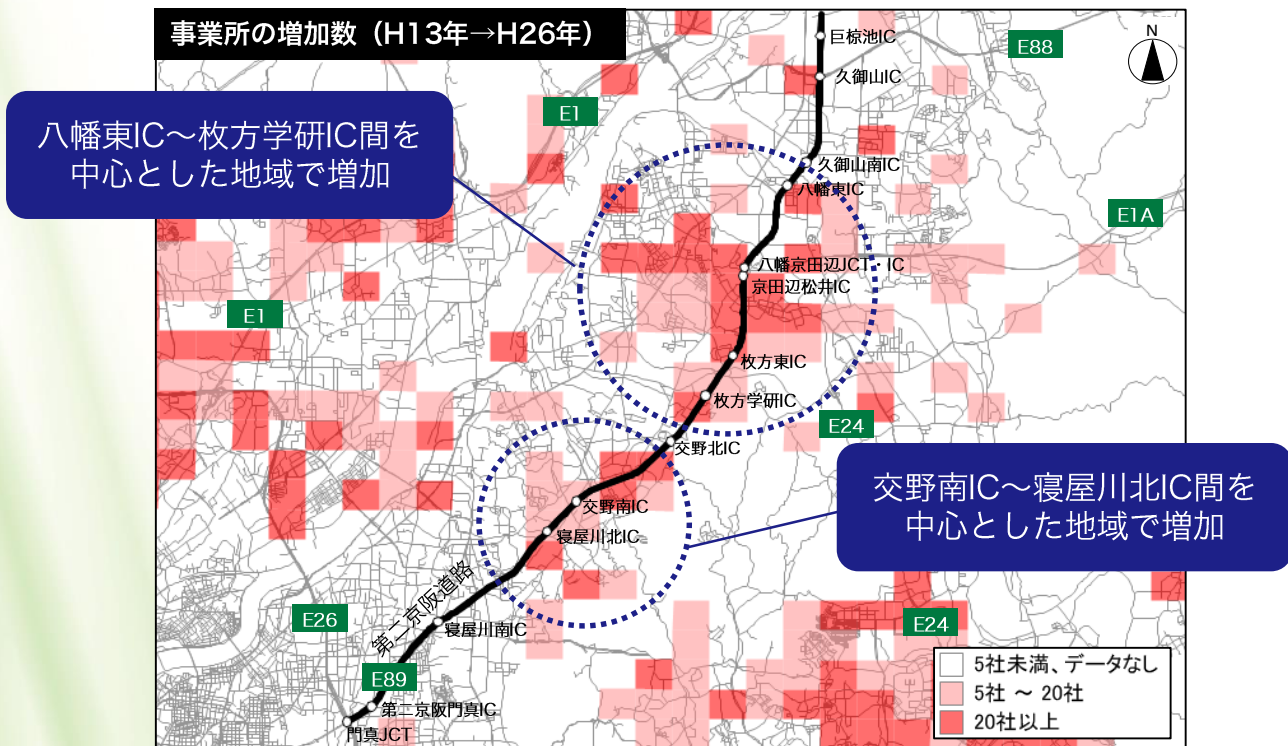 事業所の増加数（H13年→H26年）
巨椋池IC
E88
N
久御山IC
E1
八幡東IC～枚方学研IC間を
中心とした地域で増加
久御山南IC
八幡東IC
E1A
八幡京田辺JCT・IC
京田辺松井IC
E1
枚方東IC
枚方学研IC
E24
交野北IC
交野南IC～寝屋川北IC間を
中心とした地域で増加
交野南IC
寝屋川北IC
第二京阪道路
E26
寝屋川南IC
E24
E89
第二京阪門真IC
門真JCT
5社未満、データなし
5社 ～ 20社
20社以上